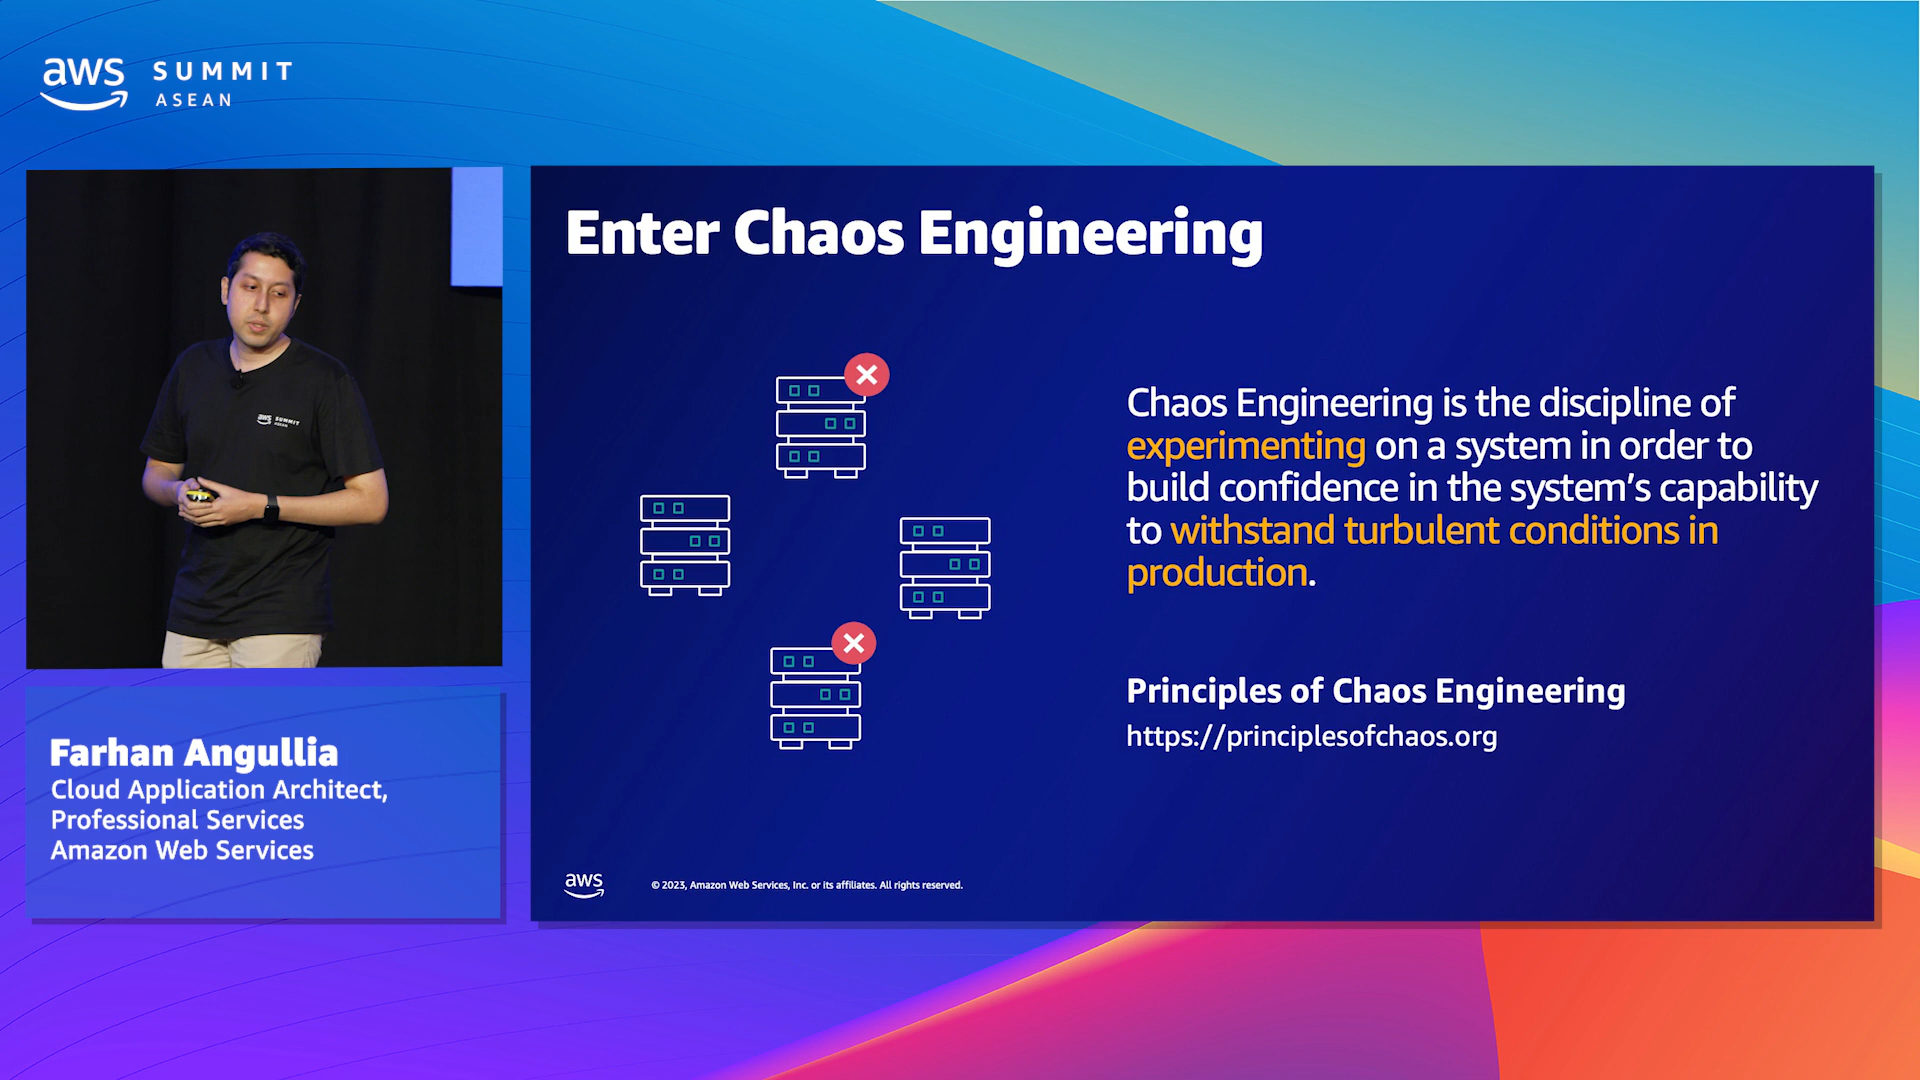 aws SUMMIT
ASEAN
aws SUMMIT
ASEAN
Farhan Angullia
Cloud Application Architect,
Professional Services
Amazon Web Services
Enter Chaos Engineering
Chaos Engineering is the discipline of
experimenting on a system in order to
build confidence in the system’s capability
to withstand turbulent conditions in
production.
Principles of Chaos Engineering
https://principlesofchaos.org
aws
© 2023, Amazon Web Services, Inc. or its affiliates. All rights reserved.